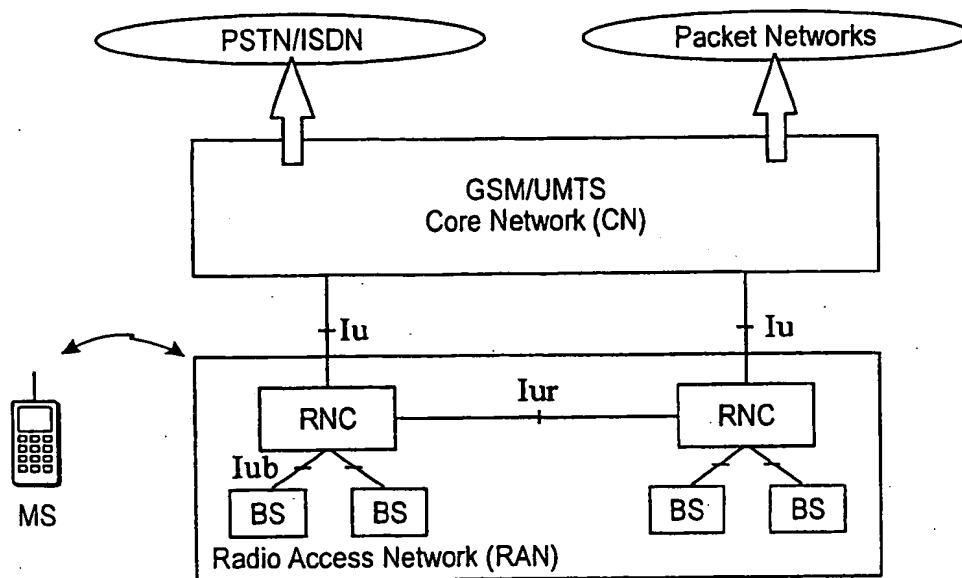 PSTN/ISDN
Packet Networks
GSM/UMTS
Core Network (CN)
Iu
Iu
RNC
Iur
RNC
Iub
BS
BS
BS
BS
MS
Radio Access Network (RAN)